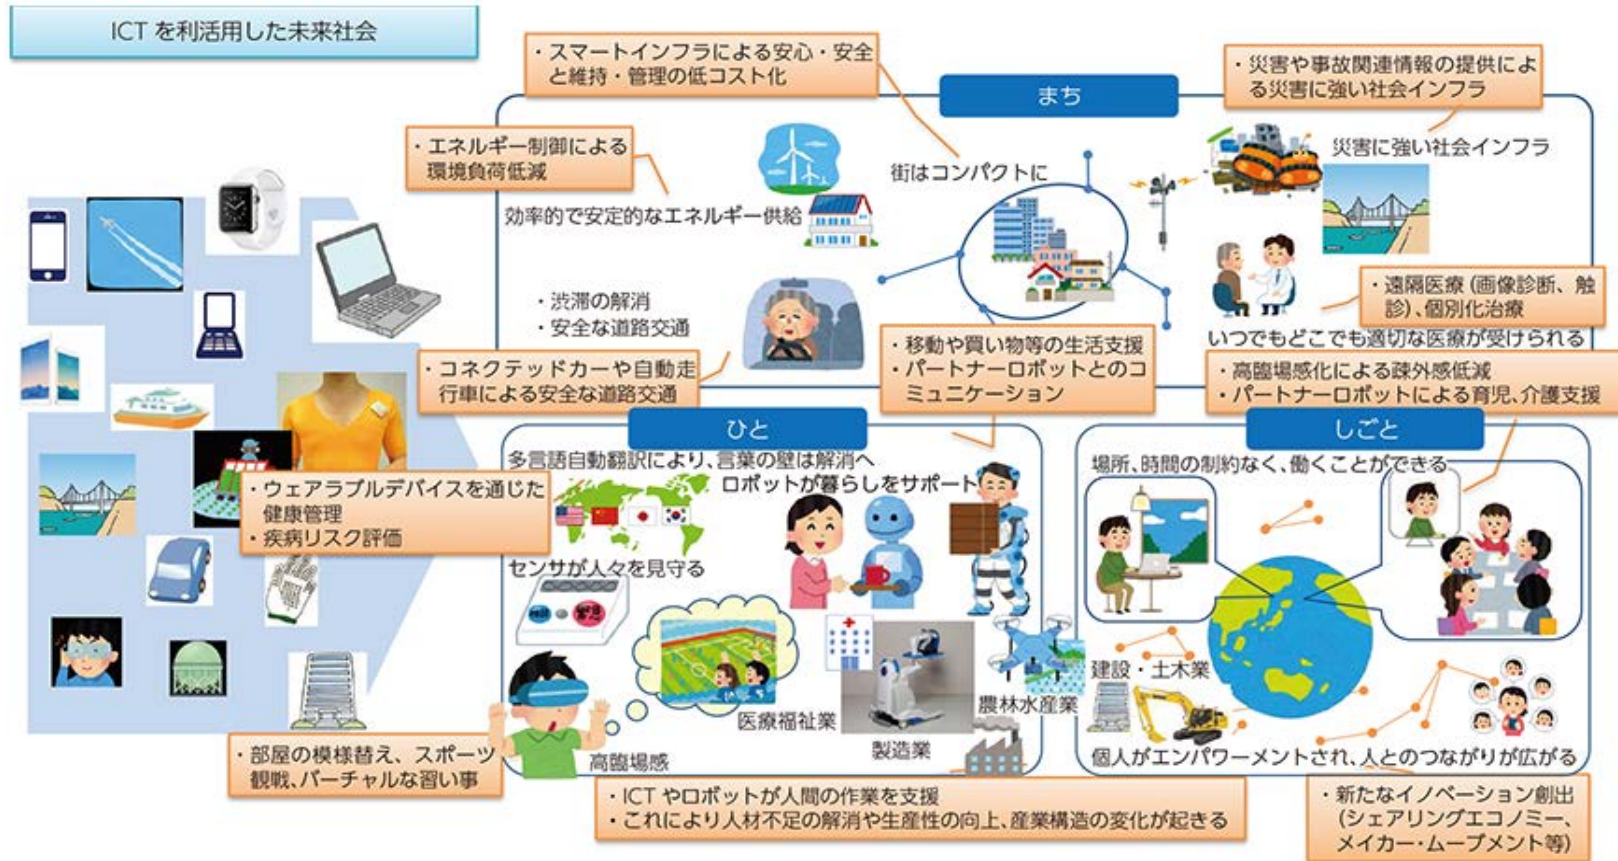 ICT を利活用した未来社会
・スマートインフラによる安心・安全
と維持・管理の低コスト化
まち
・災害や事故関連情報の提供によ
る災害に強い社会インフラ
・エネルギー制御による
環境負荷低減
効率的で安定的なエネルギー供給
街はコンパクトに
災害に強い社会インフラ
・渋滞の解消
・安全な道路交通
・コネクテッドカーや自動走
行車による安全な道路交通
・移動や買い物等の生活支援
・パートナーロボットとのコ
ミュニケーション
・遠隔医療（画像診断、触
診）、個別化治療
いつでもどこでも適切な医療が受けられる
・高臨場感化による疎外感低減
・パートナーロボットによる育児、介護支援
ひと
多言語自動翻訳により、言葉の壁は解消へ
ロボットが暮らしをサポート
センサが人々を見守る
・ウェアラブルデバイスを通じた
健康管理
・疾病リスク評価
高臨場感
医療福祉業
製造業
農林水産業
・部屋の模様替え、スポーツ
観戦、バーチャルな習い事
・ICT やロボットが人間の作業を支援
・これにより人材不足の解消や生産性の向上、産業構造の変化が起きる
しごと
場所、時間の制約なく、働くことができる
建設・土木業
個人がエンパワーメントされ、人とのつながりが広がる
・新たなイノベーション創出
（シェアリングエコノミー、
メイカー・ムーブメント等）